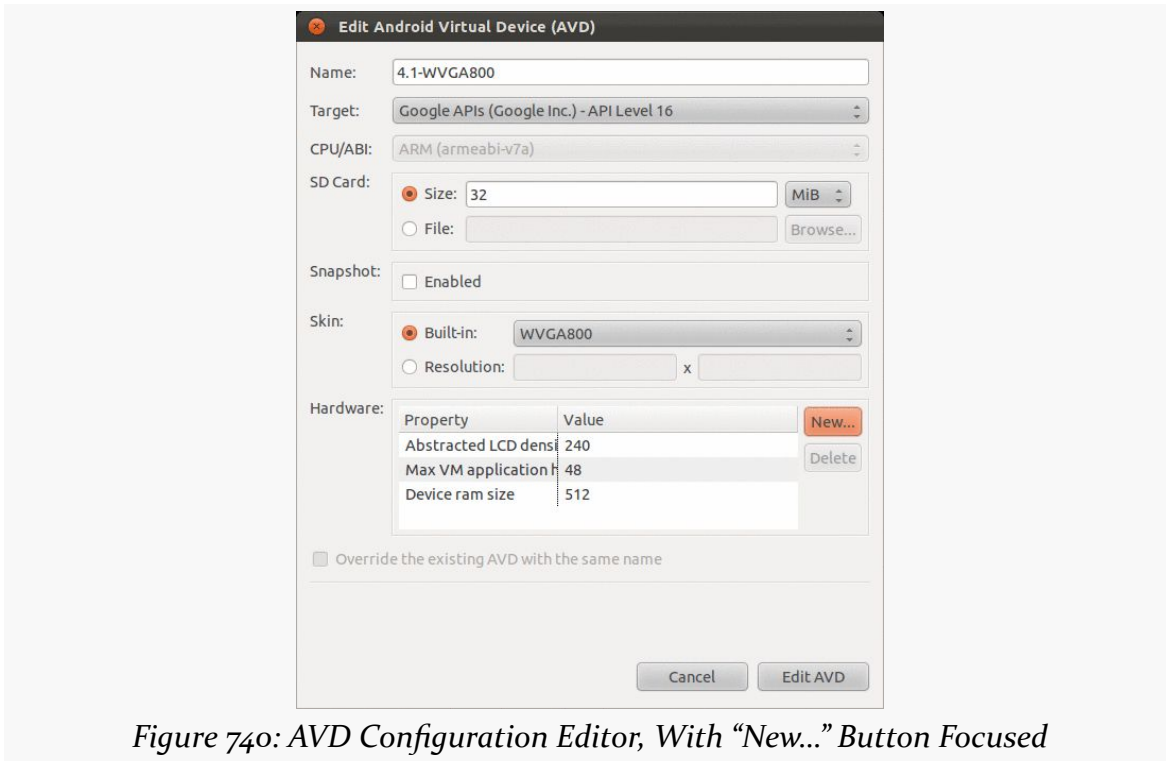 Edit Android Virtual Device (AVD)
Name: 4.1-WVGA800
Target: Google APIs (Google Inc.) - API Level 16
CPU/ABI: ARM (armeabi-v7a)
SD Card:
Size: 32 MiB
File: Browse...
Snapshot:
Enabled
Skin:
Built-in: WVGA800
Resolution: x
Hardware:
Property Value New...
Abstracted LCD densi 240
Delete
Max VM application h 48
Device ram size 512
Override the existing AVD with the same name
Cancel Edit AVD
Figure 740: AVD Configuration Editor, With “New...” Button Focused